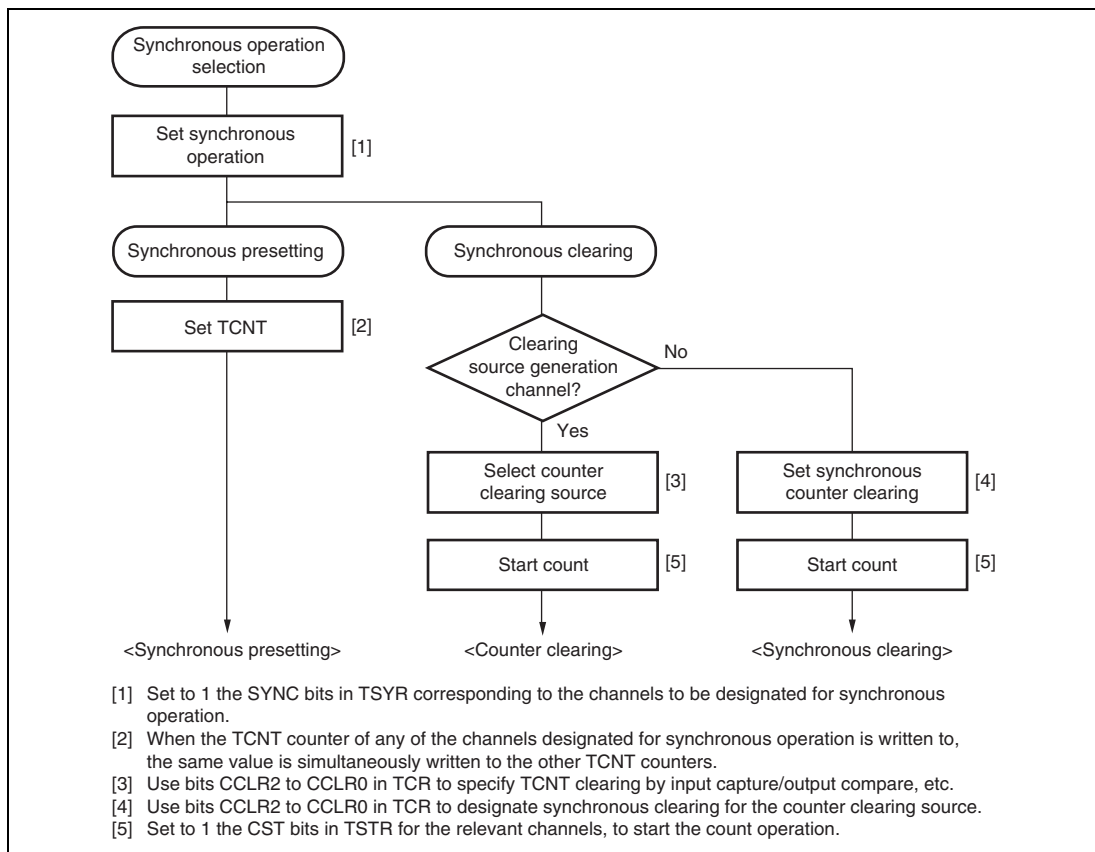 Synchronous operation
selection
Set synchronous
operation
[1]
Synchronous presetting
Synchronous clearing
Set TCNT
[2]
Clearing
source generation
channel?
No
Yes
Select counter
clearing source
[3]
Set synchronous
counter clearing
[4]
Start count
[5]
Start count
[5]
<Synchronous presetting>
<Counter clearing>
<Synchronous clearing>
[1] Set to 1 the SYNC bits in TSYR corresponding to the channels to be designated for synchronous
operation.
[2] When the TCNT counter of any of the channels designated for synchronous operation is written to,
the same value is simultaneously written to the other TCNT counters.
[3] Use bits CCLR2 to CCLR0 in TCR to specify TCNT clearing by input capture/output compare, etc.
[4] Use bits CCLR2 to CCLR0 in TCR to designate synchronous clearing for the counter clearing source.
[5] Set to 1 the CST bits in TSTR for the relevant channels, to start the count operation.